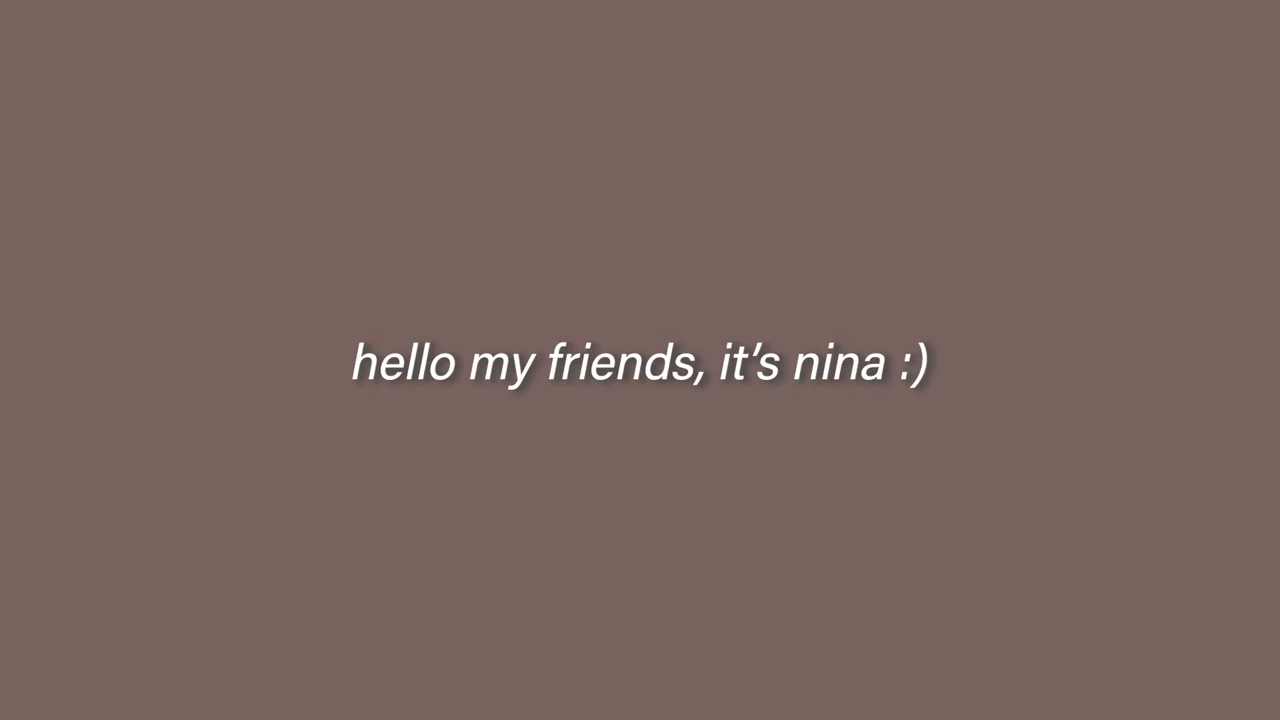 hello my friends, it’s nina :)